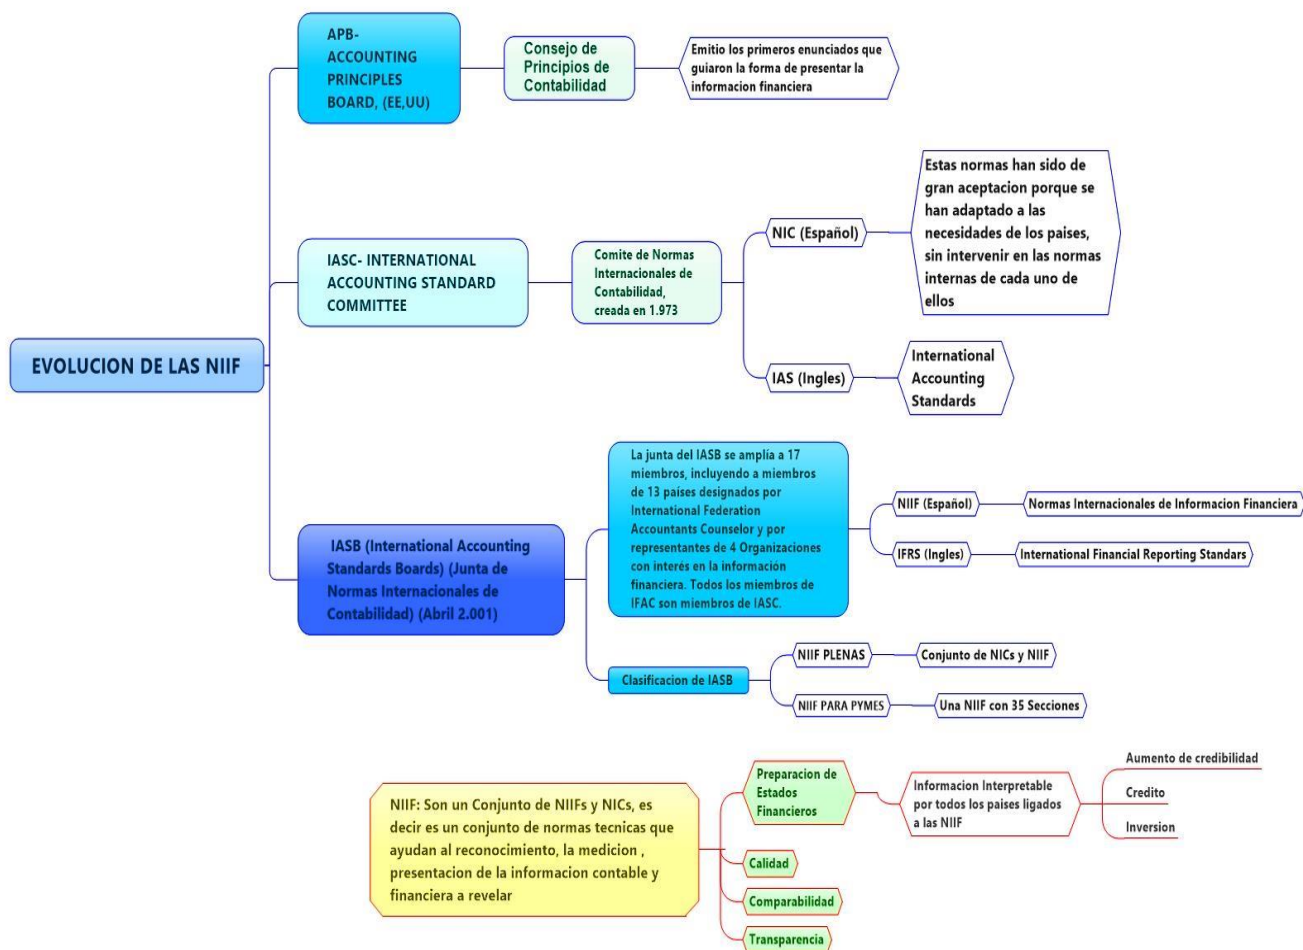 APB-
ACCOUNTING
PRINCIPLES
BOARD, (EE,UU)
Consejo de
Principios de
Contabilidad
Emitio los primeros enunciados que
guiaron la forma de presentar la
informacion financiera
EVOLUCION DE LAS NIIF
IASC- INTERNATIONAL
ACCOUNTING STANDARD
COMMITTEE
Comite de Normas
Internacionales de
Contabilidad,
creada en 1.973
NIC (Español)
Estas normas han sido de
gran aceptacion porque se
han adaptado a las
necesidades de los paises,
sin intervenir en las normas
internas de cada uno de
ellos
IAS (Ingles)
International
Accounting
Standards
IASB (International Accounting
Standards Boards) (Junta de
Normas Internacionales de
Contabilidad) (Abril 2.001)
La junta del IASB se amplía a 17
miembros, incluyendo a miembros
de 13 países designados por
International Federation
Accountants Counselor y por
representantes de 4 Organizaciones
con interés en la información
financiera. Todos los miembros de
IFAC son miembros de IASC.
NIIF (Español)
Normas Internacionales de Informacion Financiera
IFRS (Ingles)
International Financial Reporting Standars
Clasificacion de IASB
NIIF PLENAS
Conjunto de NICs y NIIF
NIIF PARA PYMES
Una NIIF con 35 Secciones
NIIF: Son un Conjunto de NIIFs y NICs, es
decir es un conjunto de normas tecnicas que
ayudan al reconocimiento, la medicion ,
presentacion de la informacion contable y
financiera a revelar
Preparacion de
Estados
Financieros
Informacion Interpretable
por todos los paises ligados
a las NIIF
Aumento de credibilidad
Credito
Inversion
Calidad
Comparabilidad
Transparencia